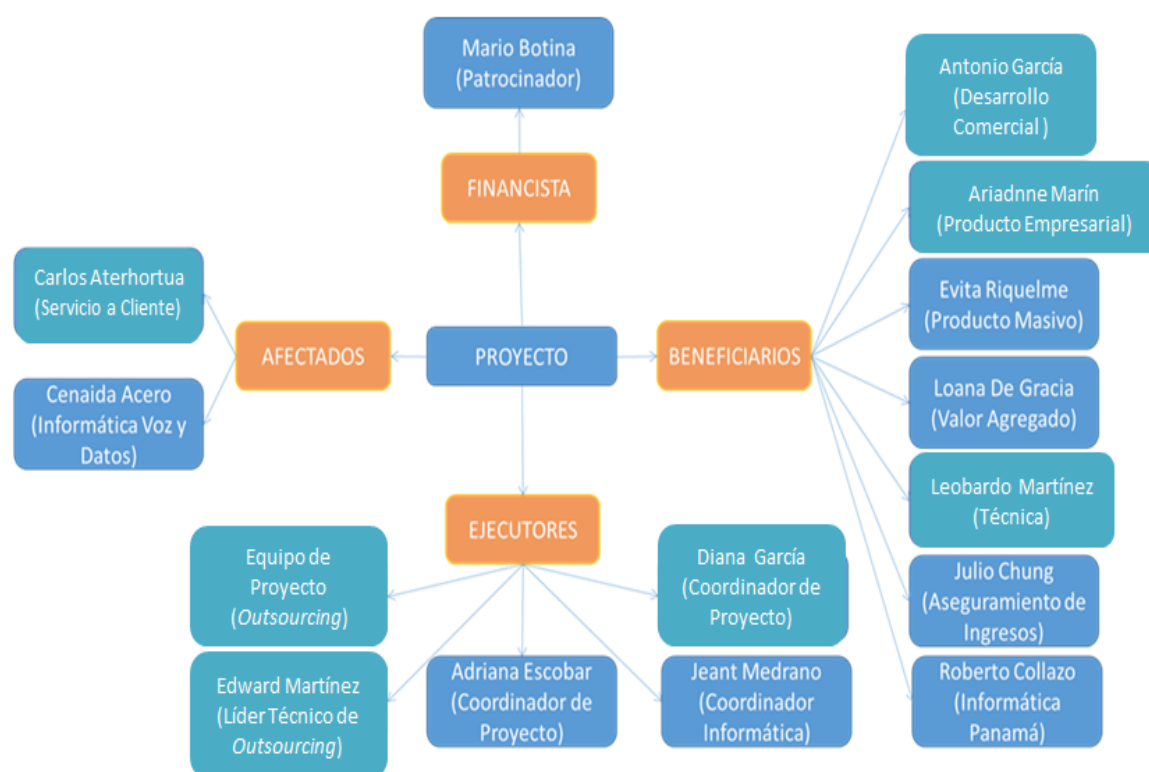 Mario Botina
(Patrocinador)
FINANCISTA
Antonio García
(Desarrollo
Comercial )
Ariadnne Marín
(Producto Empresarial)
Evita Riquelme
(Producto Masivo)
Loana De Gracia
(Valor Agregado)
Leobardo Martínez
(Técnica)
Julio Chung
(Aseguramiento de
Ingresos)
Roberto Collazo
(Informática
Panamá)
BENEFICIARIOS
PROYECTO
AFECTADOS
Carlos Aterhortua
(Servicio a Cliente)
Cenaida Acero
(Informática Voz y
Datos)
EJECUTORES
Equipo de
Proyecto
(Outsourcing)
Edward Martínez
(Líder Técnico de
Outsourcing)
Adriana Escobar
(Coordinador de
Proyecto)
Jeant Medrano
(Coordinador
Informática)
Diana García
(Coordinador de
Proyecto)